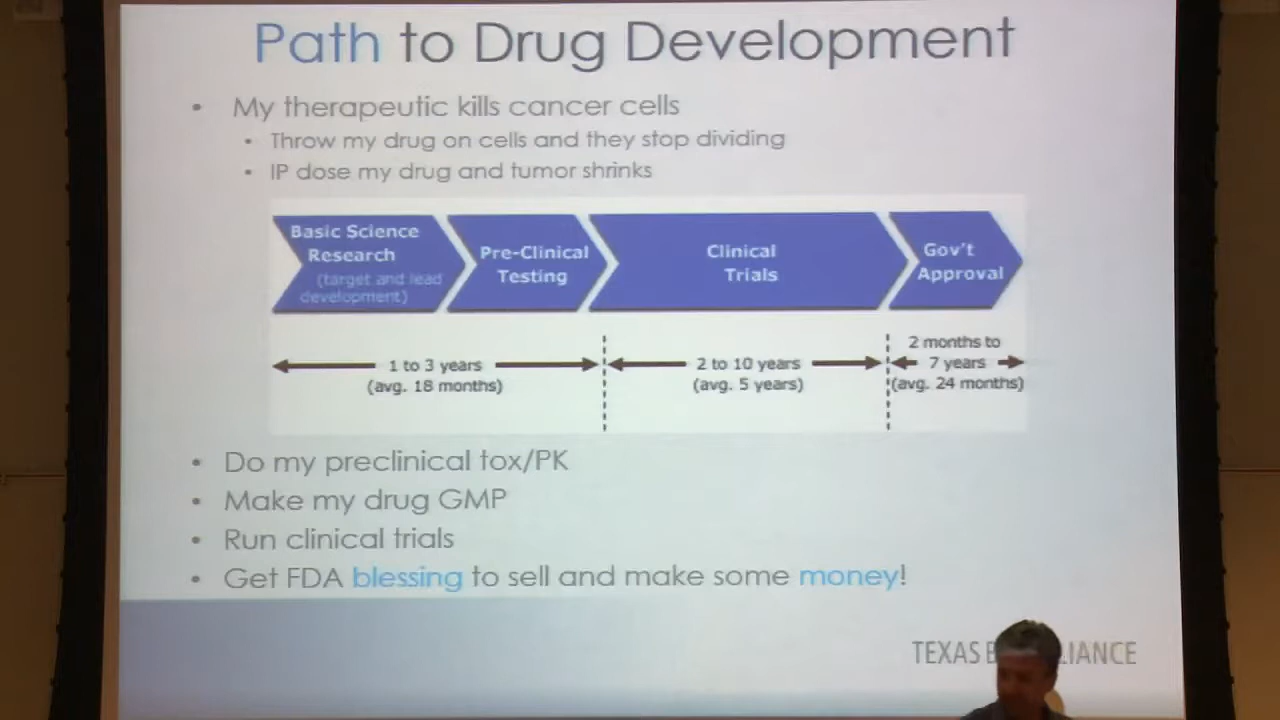 Path to Drug Development
• My therapeutic kills cancer cells
• Throw my drug on cells and they stop dividing
• IP dose my drug and tumor shrinks
Basic Science
Research
(target and lead
development)
Pre-Clinical
Testing
Clinical
Trials
Gov't
Approval
1 to 3 years
(avg. 18 months)
2 to 10 years
(avg. 5 years)
2 months to
7 years
(avg. 24 months)
• Do my preclinical tox/PK
• Make my drug GMP
• Run clinical trials
• Get FDA blessing to sell and make some money!
TEXAS